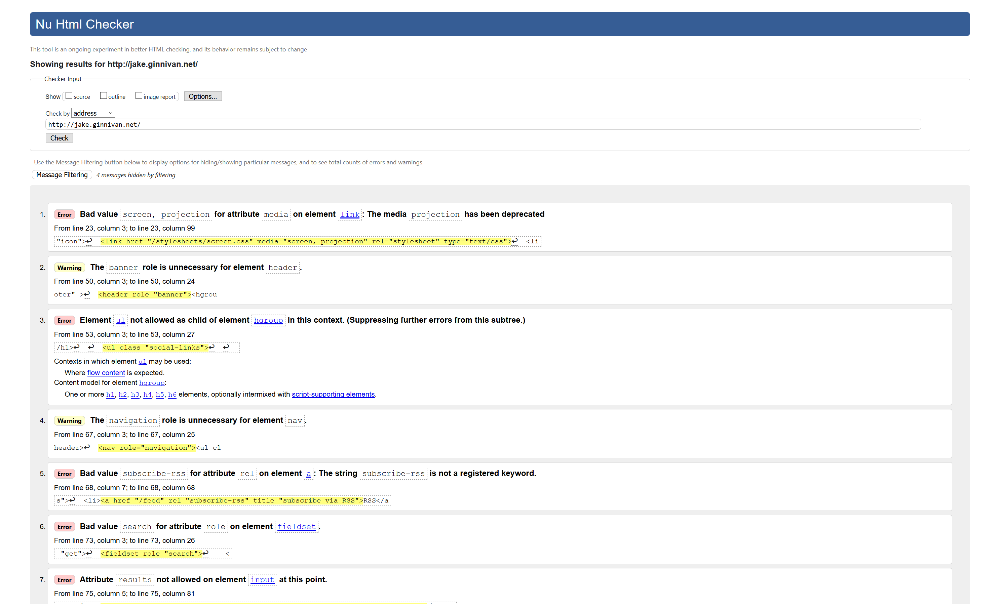 Nu Html Checker
This tool is an ongoing experiment in better HTML checking, and its behavior remains subject to change
Showing results for http://jake.ginnivan.net/
Checker Input
Show source outline image report Options...
Check by address
http://jake.ginnivan.net/
Check
Use the Message Filtering button below to display options for hiding/showing particular messages, and to see total counts of errors and warnings.
Message Filtering 4 messages hidden by filtering
1. Error Bad value screen, projection for attribute media on element link: The media projection has been deprecated
From line 23, column 3; to line 23, column 99
"icon">↩ <link href="/stylesheets/screen.css" media="screen, projection" rel="stylesheet" type="text/css">↩ <li
2. Warning The banner role is unnecessary for element header.
From line 50, column 3; to line 50, column 24
oter" >↩ <header role="banner"><hgrou
3. Error Element ul not allowed as child of element hgroup in this context. (Suppressing further errors from this subtree.)
From line 53, column 3; to line 53, column 27
/h1>↩ ↩ <ul class="social-links">↩ ↩
Contexts in which element ul may be used:
Where flow content is expected.
Content model for element hgroup:
One or more h1, h2, h3, h4, h5, h6 elements, optionally intermixed with script-supporting elements.
4. Warning The navigation role is unnecessary for element nav.
From line 67, column 3; to line 67, column 25
header>↩ <nav role="navigation"><ul cl
5. Error Bad value subscribe-rss for attribute rel on element a: The string subscribe-rss is not a registered keyword.
From line 68, column 7; to line 68, column 68
s">↩ <li><a href="/feed" rel="subscribe-rss" title="subscribe via RSS">RSS</a
6. Error Bad value search for attribute role on element fieldset.
From line 73, column 3; to line 73, column 26
="get">↩ <fieldset role="search">↩ <
7. Error Attribute results not allowed on element input at this point.
From line 75, column 5; to line 75, column 81